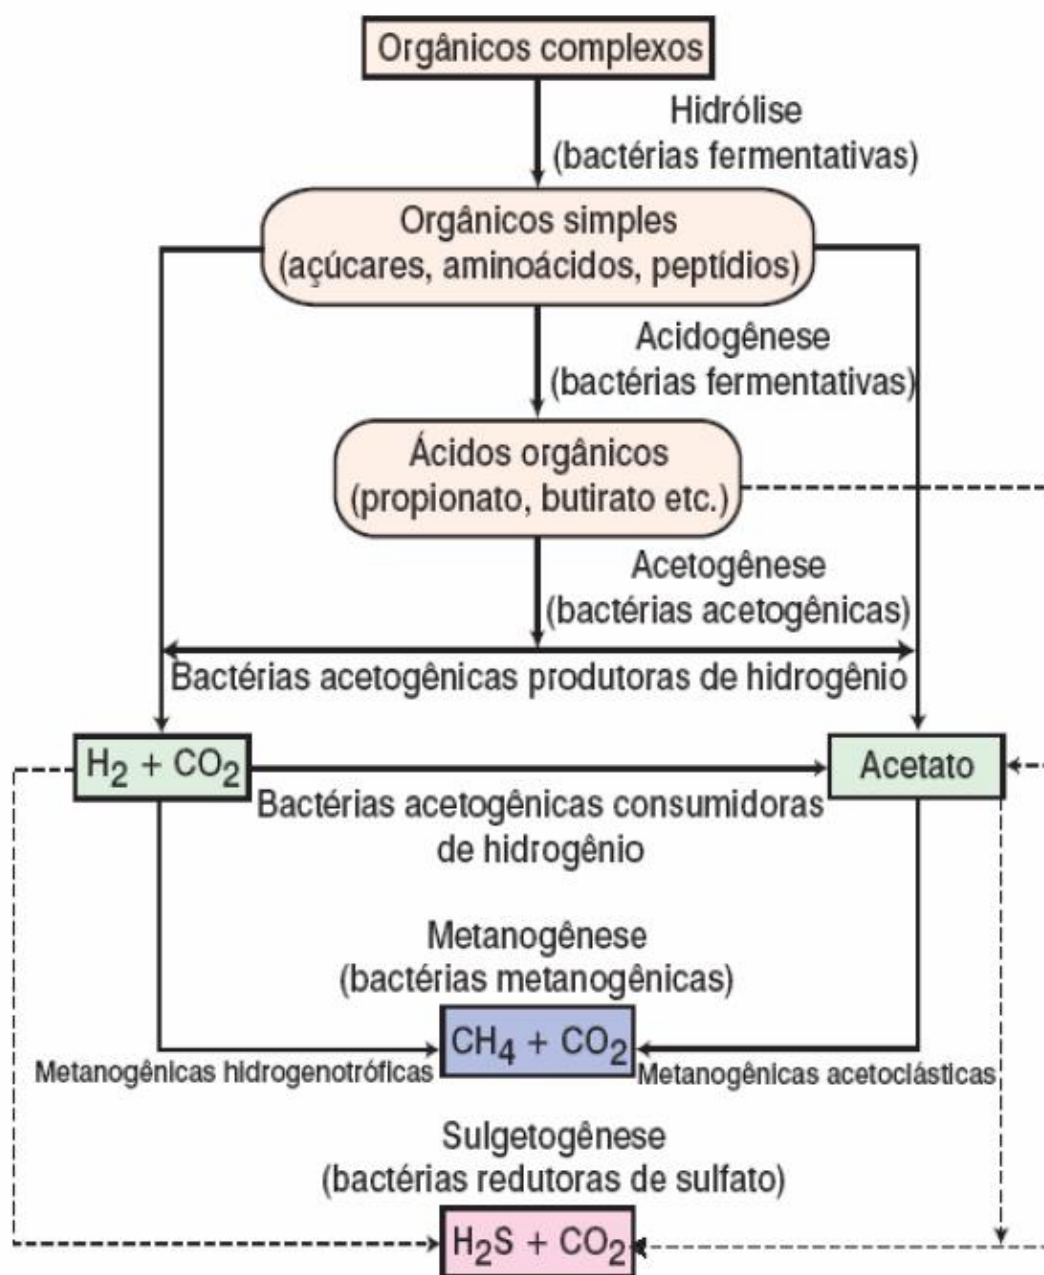 Orgânicos complexos
Hidrólise
(bactérias fermentativas)
Orgânicos simples
(açúcares, aminoácidos, peptídios)
Acidogênese
(bactérias fermentativas)
Ácidos orgânicos
(propionato, butirato etc.)
Acetogênese
(bactérias acetogênicas)
Bactérias acetogênicas produtoras de hidrogênio
H2 + CO2
Acetato
Bactérias acetogênicas consumidoras
de hidrogênio
Metanogênese
(bactérias metanogênicas)
CH4 + CO2
Metanogênicas hidrogenotróficas
Metanogênicas acetoclásticas
Sulgetogênese
(bactérias redutoras de sulfato)
H2S + CO2